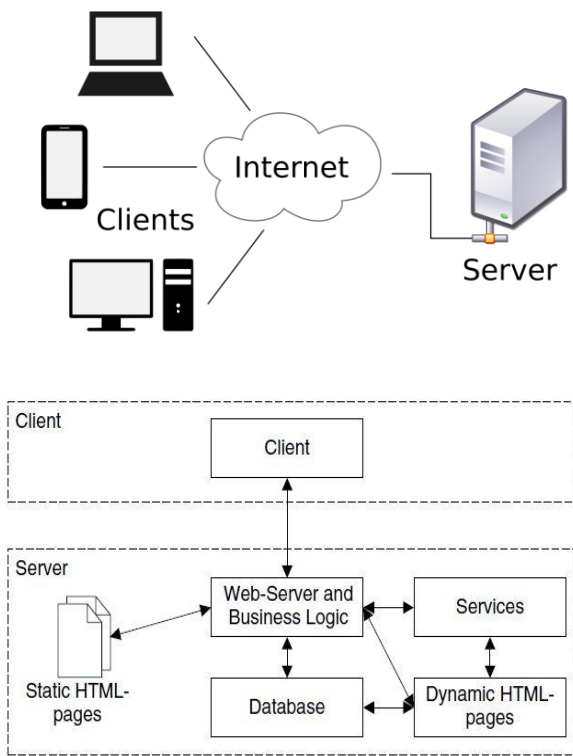 Internet
Clients
Server
Client
Client
Server
Web-Server and
Business Logic
Services
Static HTML-
pages
Database
Dynamic HTML-
pages